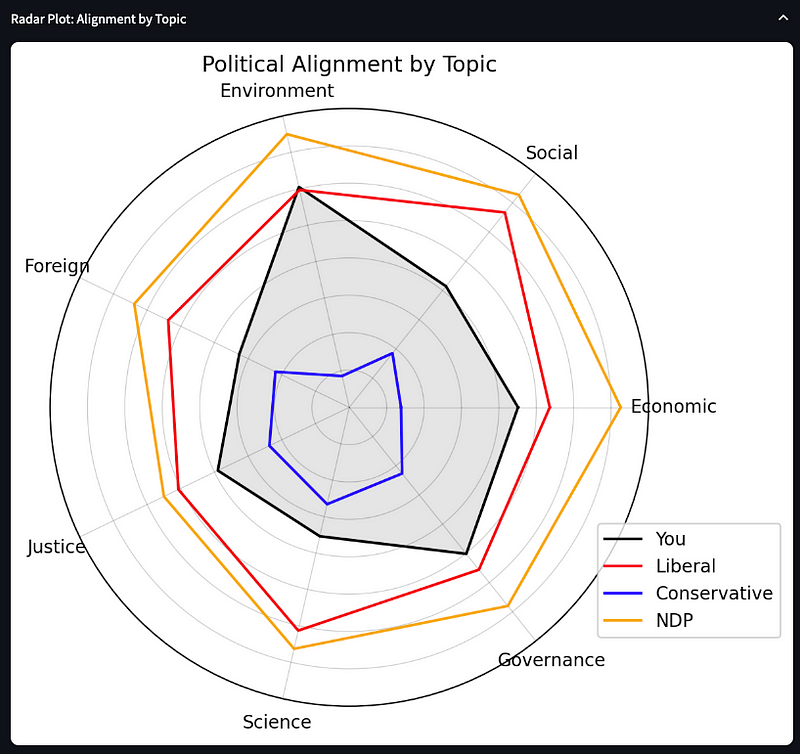 Radar Plot: Alignment by Topic
Political Alignment by Topic
Environment
Social
Foreign
Economic
Justice
Governance
Science
You
Liberal
Conservative
NDP